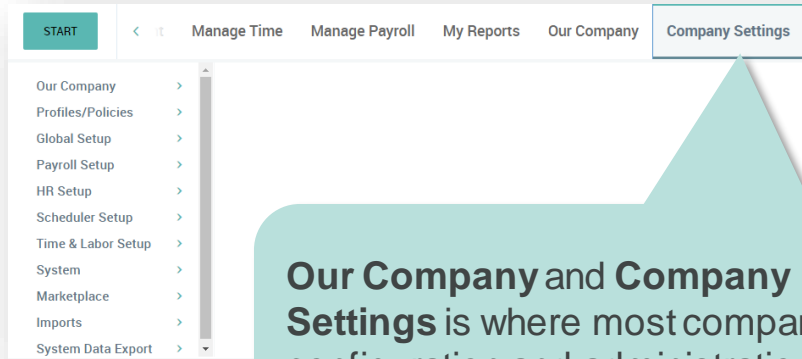 START < Manage Time Manage Payroll My Reports Our Company Company Settings
Our Company >
Profiles/Policies >
Global Setup >
Payroll Setup >
HR Setup >
Scheduler Setup >
Time & Labor Setup >
System >
Marketplace >
Imports >
System Data Export >
Our Company and Company
Settings is where most